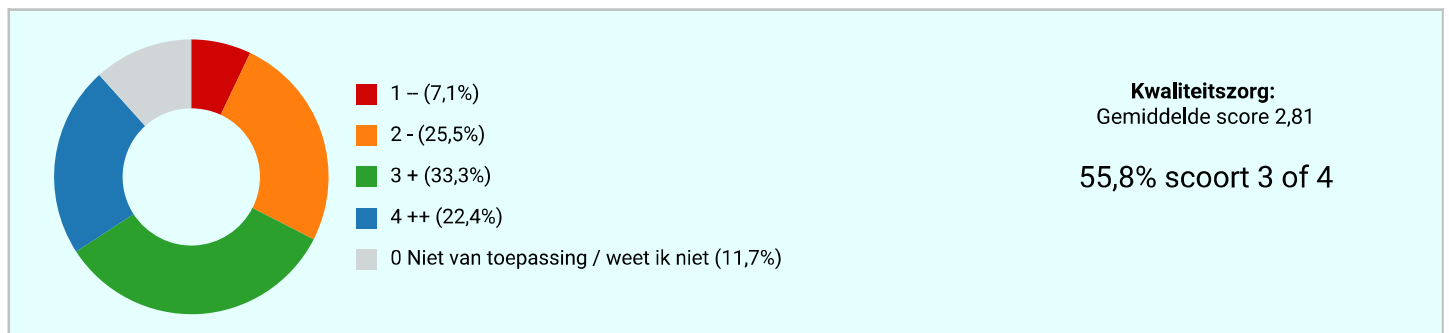 1 -- (7,1%)
2 - (25,5%)
3 + (33,3%)
4 ++ (22,4%)
0 Niet van toepassing / weet ik niet (11,7%)
Kwaliteitszorg:
Gemiddelde score 2,81
55,8% scoort 3 of 4